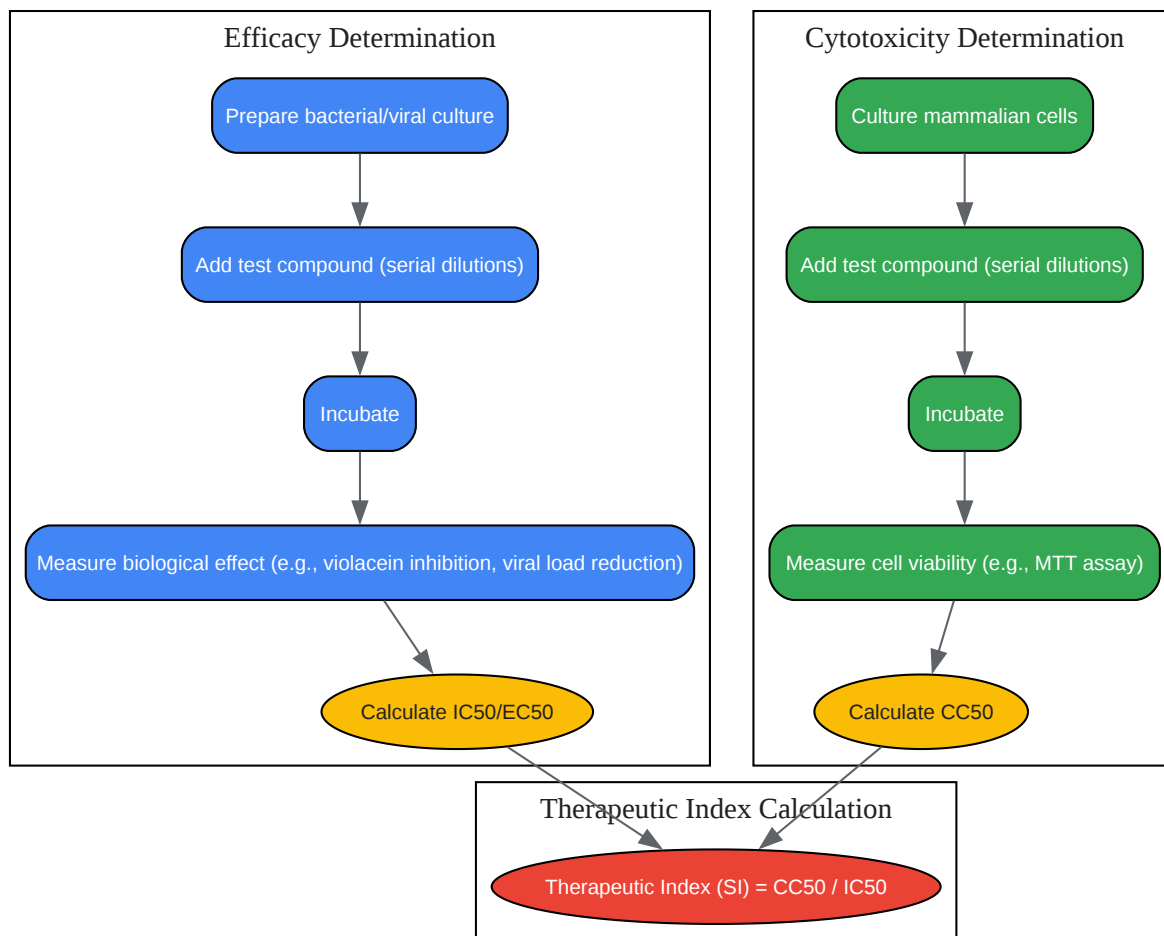 Efficacy Determination
Prepare bacterial/viral culture
Add test compound (serial dilutions)
Incubate
Measure biological effect (e.g., violacein inhibition, viral load reduction)
Calculate IC50/EC50
Cytotoxicity Determination
Culture mammalian cells
Add test compound (serial dilutions)
Incubate
Measure cell viability (e.g., MTT assay)
Calculate CC50
Therapeutic Index Calculation
Therapeutic Index (SI) = CC50 / IC50